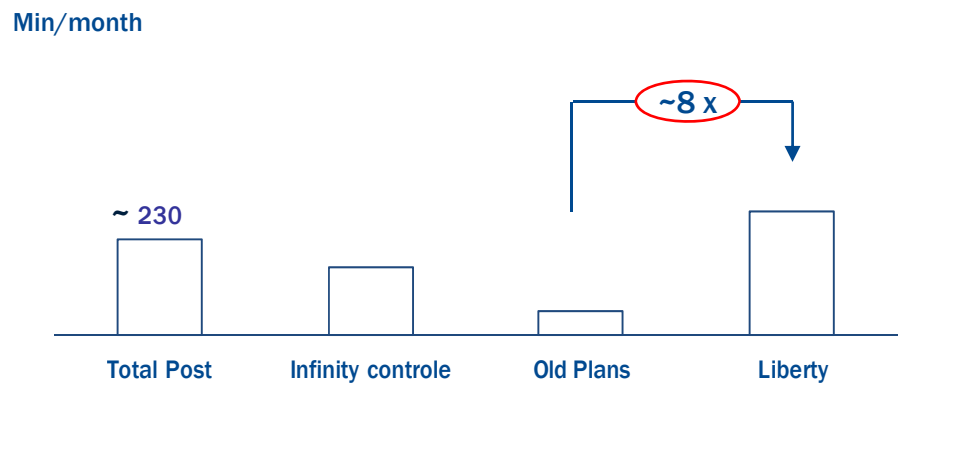 Min/month
~8 x
~ 230
Total Post
Infinity controle
Old Plans
Liberty